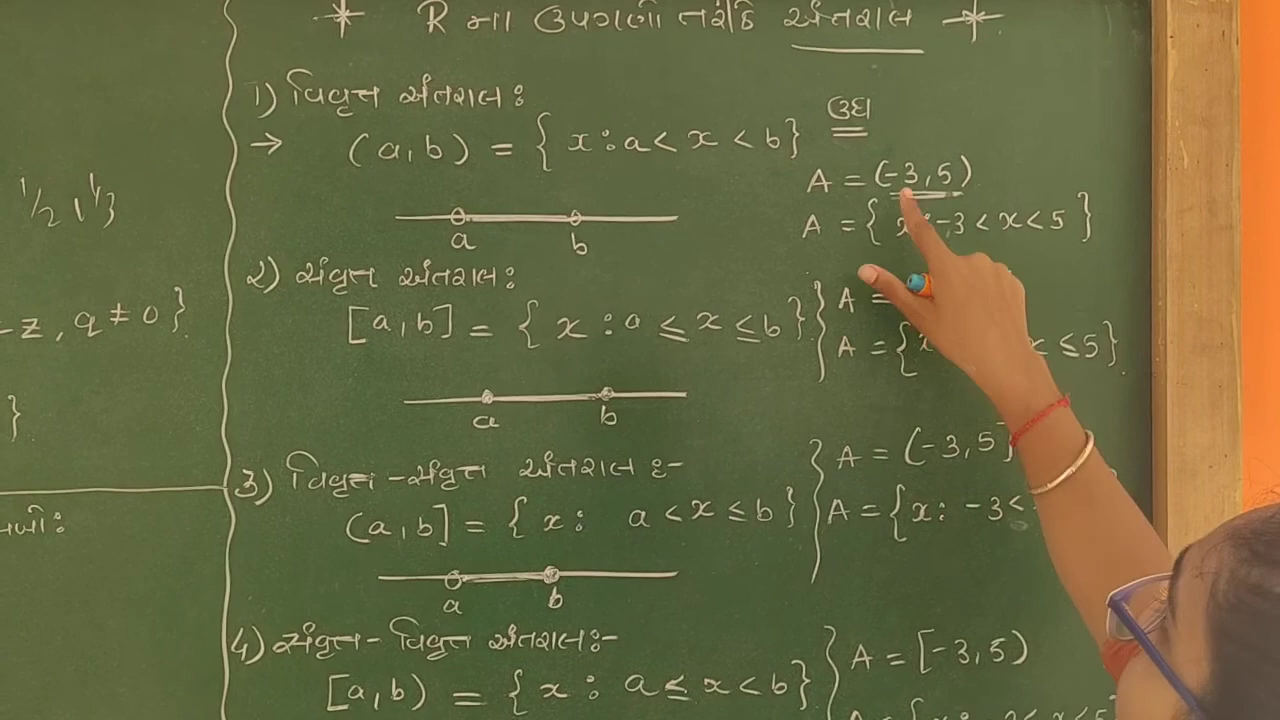 * R ના ઉપગણો તરીકે અંતરાલ *
1) વિવૃત્ત અંતરાલ:
→ (a, b) = { x : a < x < b}
a b
ઉદા
A = (-3, 5)
A = { x : -3 < x < 5 }
1/2, 1/3
2) સંવૃત્ત અંતરાલ:
[a, b] = { x : a ≤ x ≤ b}
a b
A =
A = { ≤ 5}
z, q ≠ 0}
}
3) વિવૃત્ત - સંવૃત્ત અંતરાલ :-
(a, b] = { x : a < x ≤ b}
a b
A = (-3, 5]
A = {x : -3 <
4) સંવૃત્ત - વિવૃત્ત અંતરાલ:-
[a, b) = { x : a ≤ x < b}
A = [-3, 5)